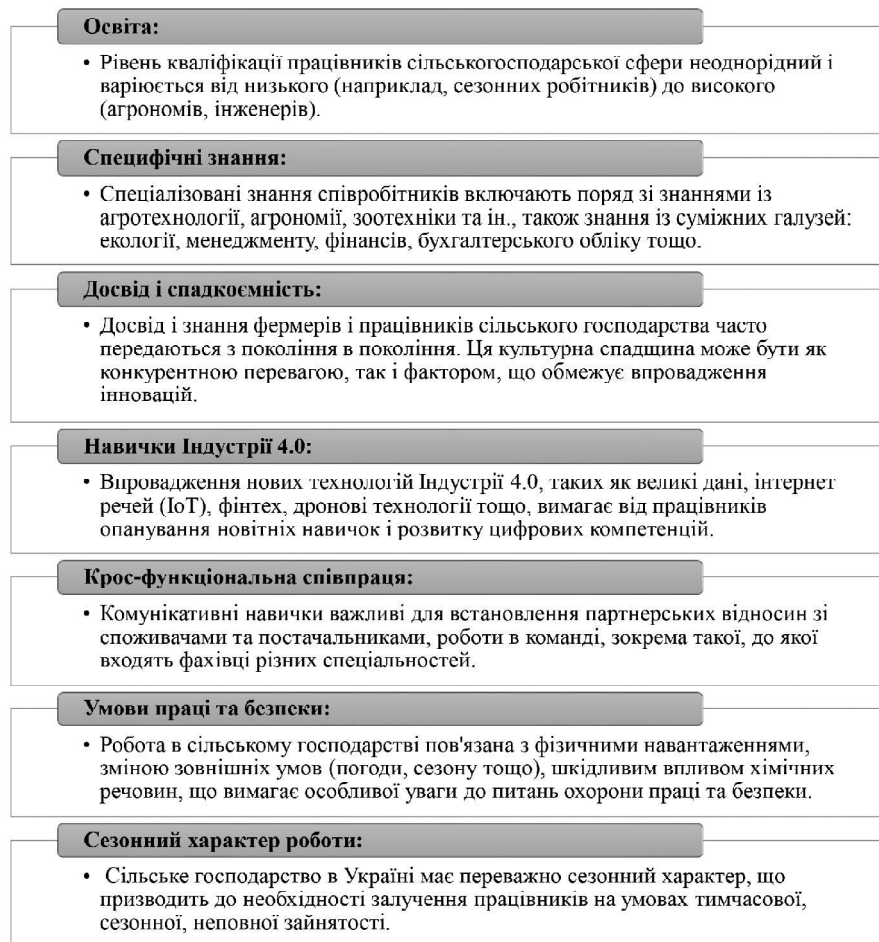 Освіта:
• Рівень кваліфікації працівників сільськогосподарської сфери неоднорідний і
варіюється від низького (наприклад, сезонних робітників) до високого
(агрономів, інженерів).
Специфічні знання:
• Спеціалізовані знання співробітників включають поряд зі знаннями із
агротехнології, агрономії, зоотехніки та ін., також знання із суміжних галузей:
екології, менеджменту, фінансів, бухгалтерського обліку тощо.
Досвід і спадкоємність:
• Досвід і знання фермерів і працівників сільського господарства часто
передаються з покоління в покоління. Ця культурна спадщина може бути як
конкурентною перевагою, так і фактором, що обмежує впровадження
інновацій.
Навички Індустрії 4.0:
• Впровадження нових технологій Індустрії 4.0, таких як великі дані, інтернет
речей (IoT), фінтех, дронові технології тощо, вимагає від працівників
опанування новітніх навичок і розвитку цифрових компетенцій.
Крос-функціональна співпраця:
• Комунікативні навички важливі для встановлення партнерських відносин зі
споживачами та постачальниками, роботи в команді, зокрема такої, до якої
входять фахівці різних спеціальностей.
Умови праці та безпеки:
• Робота в сільському господарстві пов'язана з фізичними навантаженнями,
зміною зовнішніх умов (погоди, сезону тощо), шкідливим впливом хімічних
речовин, що вимагає особливої уваги до питань охорони праці та безпеки.
Сезонний характер роботи:
• Сільське господарство в Україні має переважно сезонний характер, що
призводить до необхідності залучення працівників на умовах тимчасової,
сезонної, неповної зайнятості.